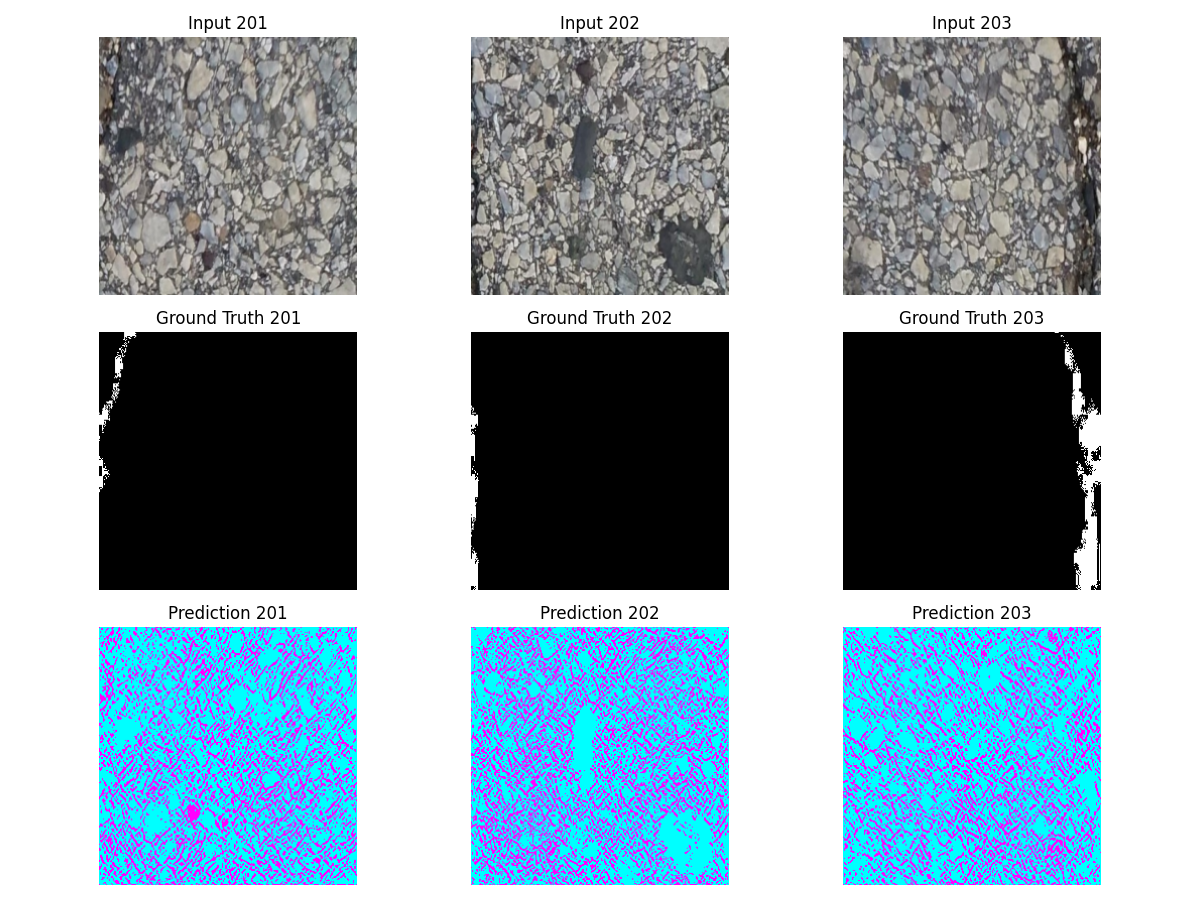 Input 201
Input 202
Input 203
Ground Truth 201
Ground Truth 202
Ground Truth 203
Prediction 201
Prediction 202
Prediction 203